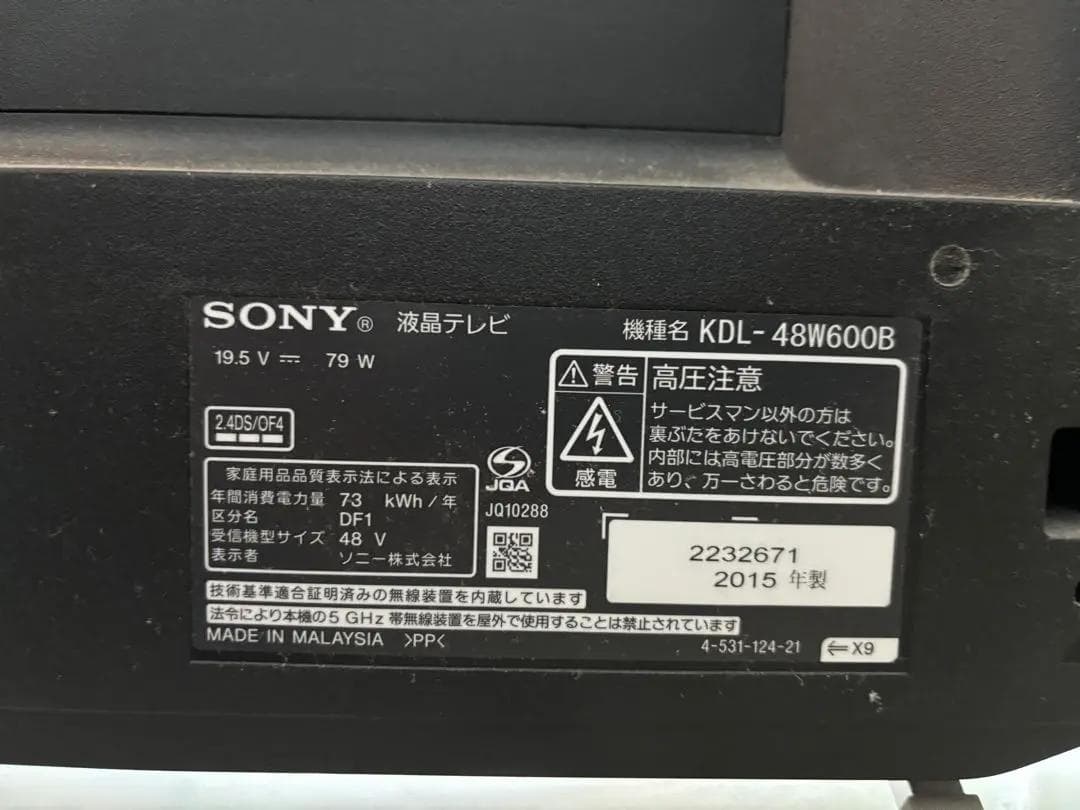 SONY® 液晶テレビ
機種名 KDL-48W600B
19.5 V ⎓ 79 W
警告 高圧注意
感電
サービスマン以外の方は
裏ぶたをあけないでください。
内部には高電圧部分が数多く
あり、万一さわると危険です。
2.4DS/OF4
家庭用品品質表示法による表示
年間消費電力量 73 kWh/年
区分名 DF1
受信機型サイズ 48 V
表示者 ソニー株式会社
JQA
JQ10288
2232671
2015 年製
技術基準適合証明済みの無線装置を内蔵しています
法令により本機の5 GHz 帯無線装置を屋外で使用することは禁止されています
MADE IN MALAYSIA >PP<
4-531-124-21
⇐X9